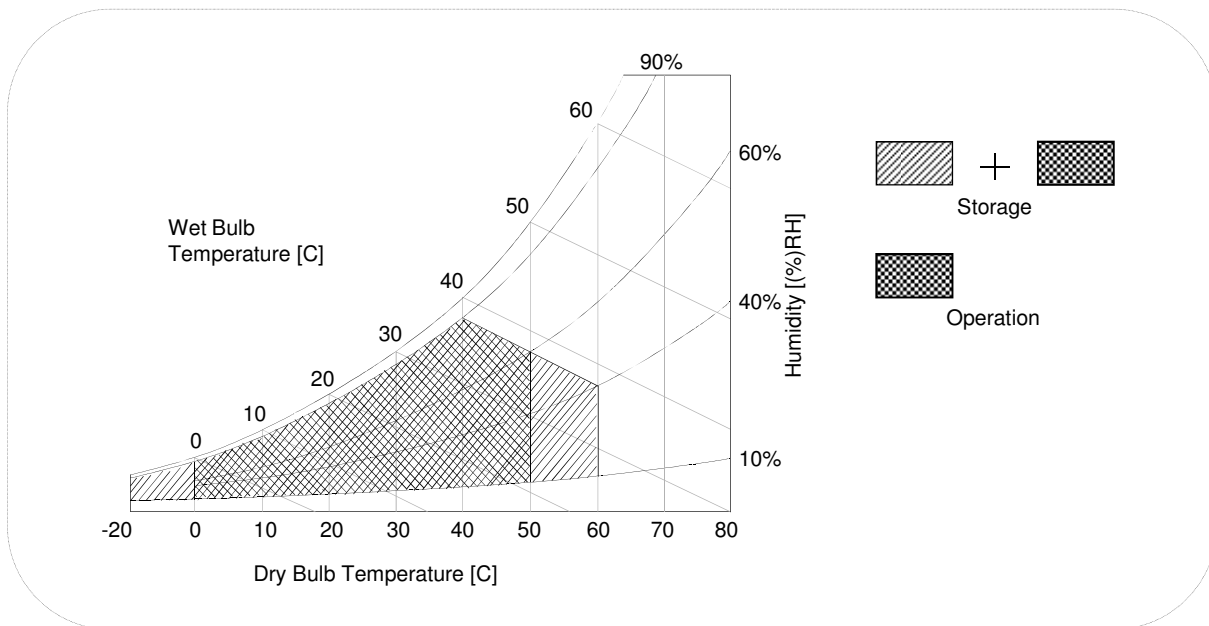 90%
60
60%
50
Wet Bulb
Temperature [C]
40
30
20
10
0
40%
10%
Humidity [(%)RH]
-20 0 10 20 30 40 50 60 70 80
Dry Bulb Temperature [C]
+
Storage
Operation